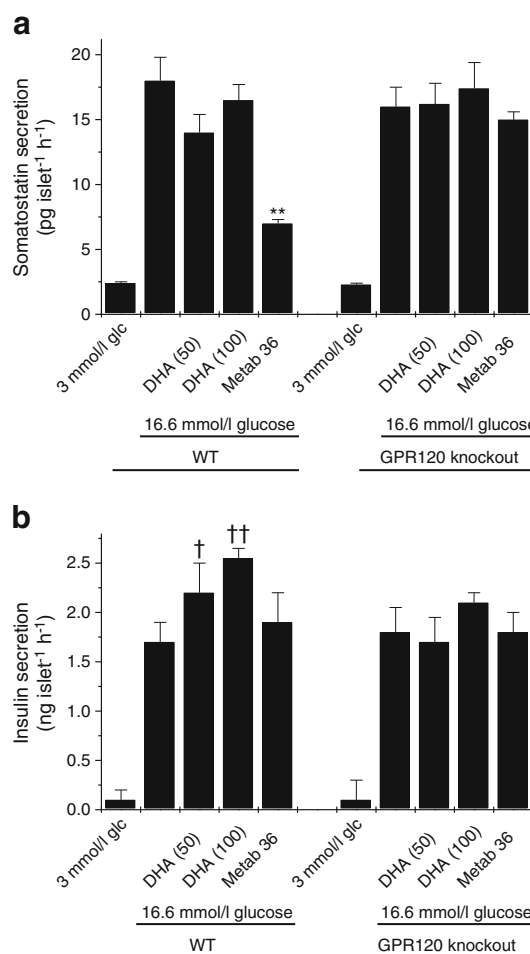 a
Somatostatin secretion
(pg islet⁻¹ h⁻¹)
20
15
10
5
0
**
3 mmol/l glc
DHA (50)
DHA (100)
Metab 36
3 mmol/l glc
DHA (50)
DHA (100)
Metab 36
16.6 mmol/l glucose
16.6 mmol/l glucose
WT
GPR120 knockout
b
Insulin secretion
(ng islet⁻¹ h⁻¹)
2.5
2.0
1.5
1.0
0.5
0.0
†
††
3 mmol/l glc
DHA (50)
DHA (100)
Metab 36
3 mmol/l glc
DHA (50)
DHA (100)
Metab 36
16.6 mmol/l glucose
16.6 mmol/l glucose
WT
GPR120 knockout